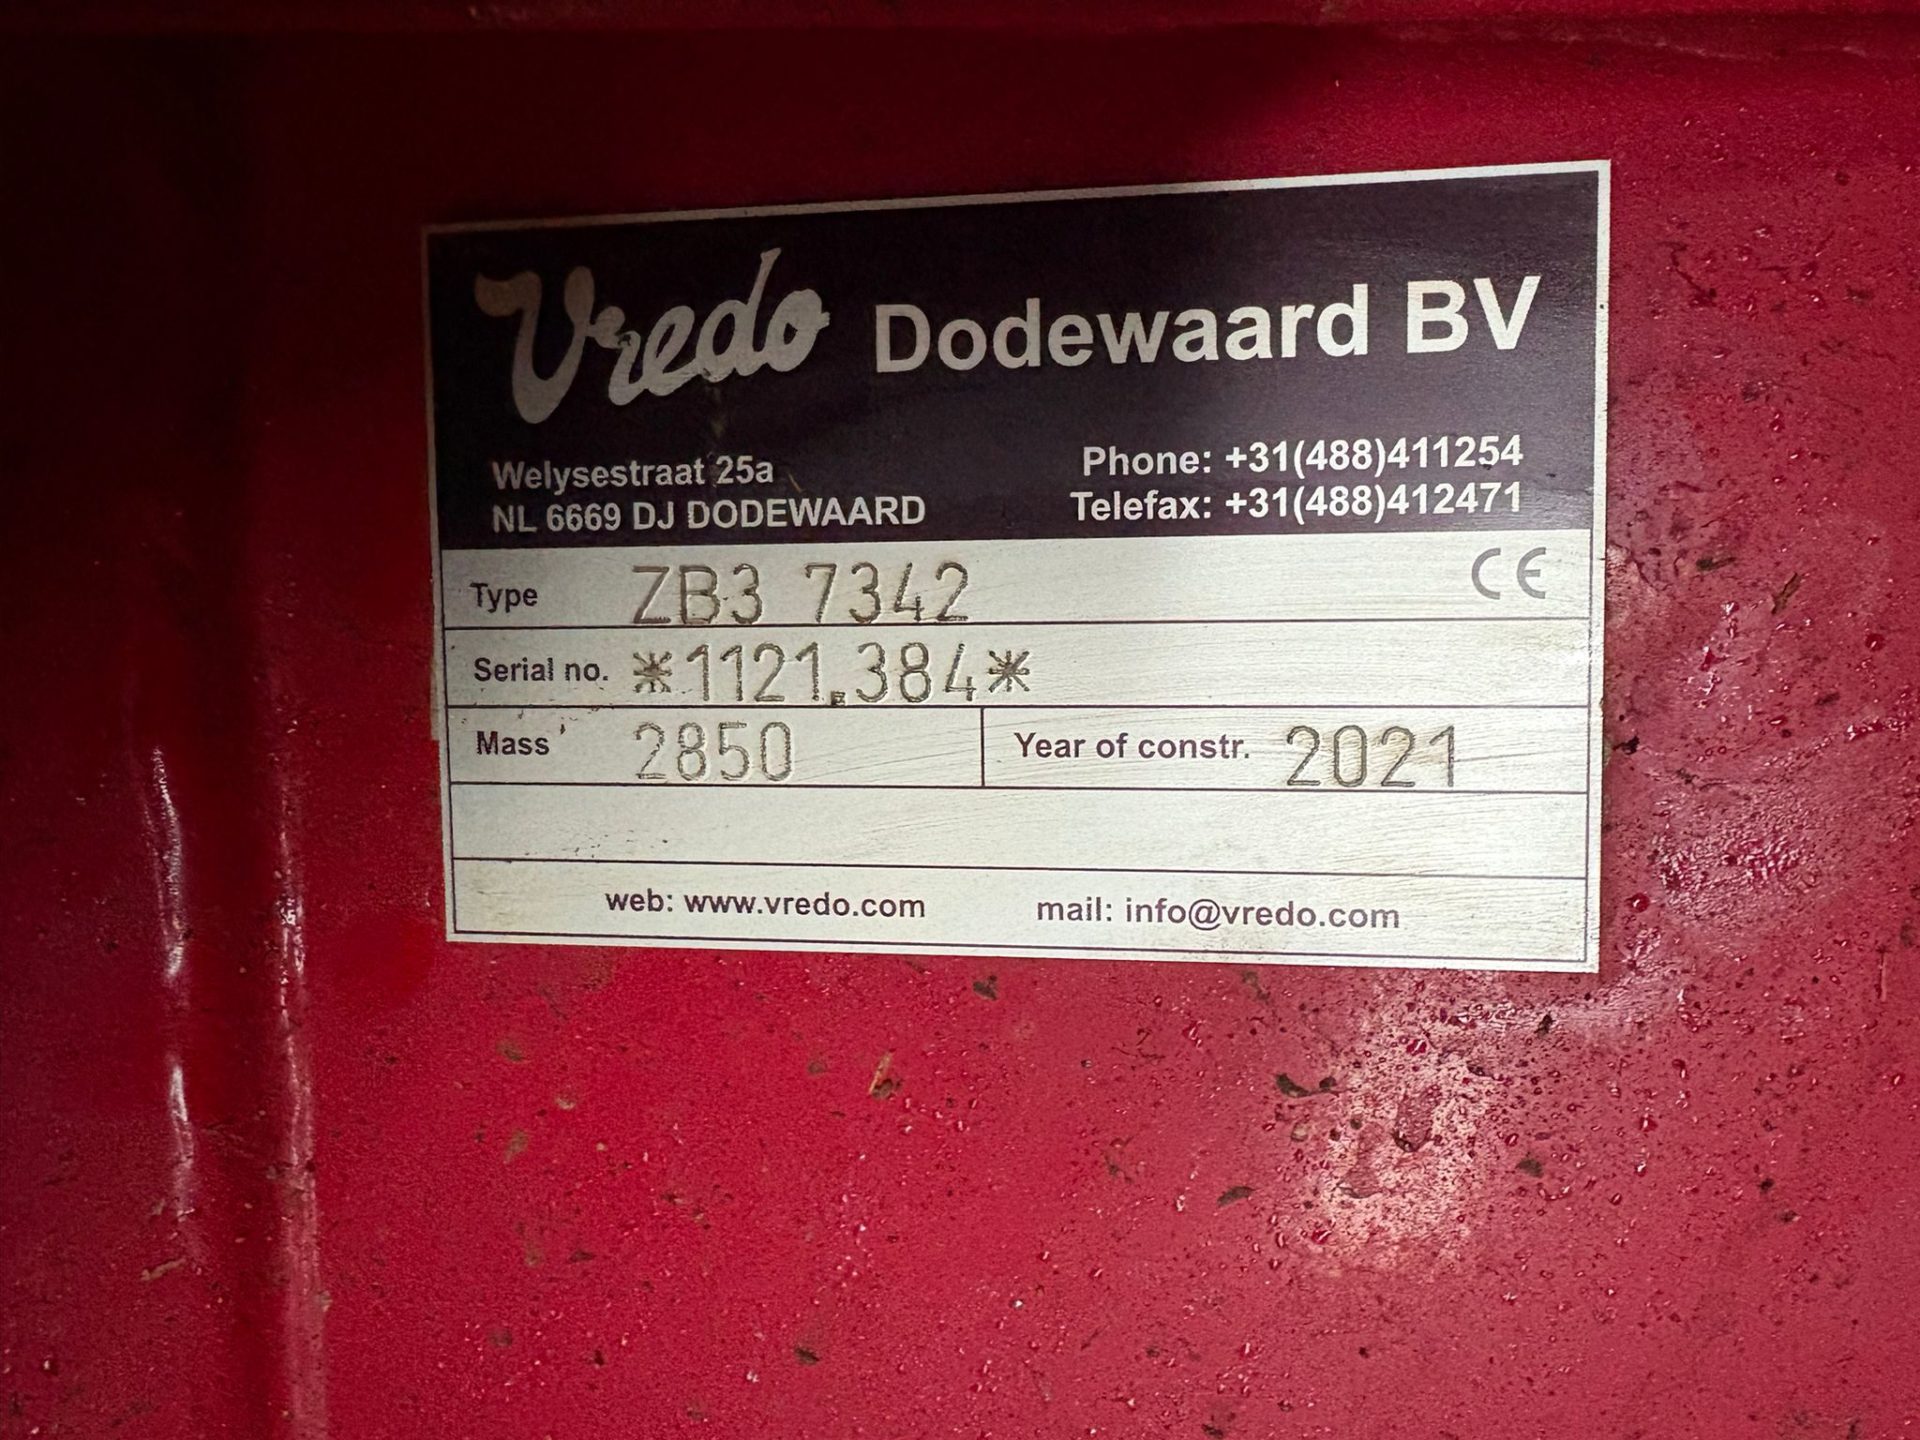 Vredo Dodewaard BV
Welysestraat 25a
NL 6669 DJ DODEWAARD
Phone: +31(488)411254
Telefax: +31(488)412471
Type ZB3 7342 CE
Serial no. *1121.384*
Mass 2850 Year of constr. 2021
web: www.vredo.com mail: info@vredo.com